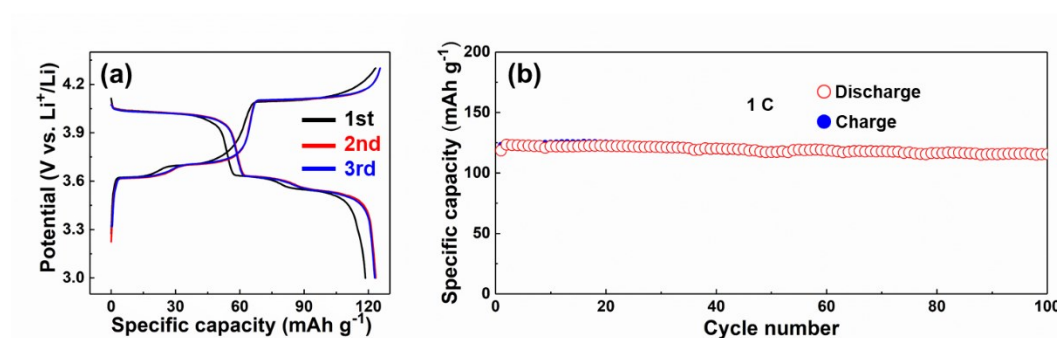 (a)
Potential (V vs. Li⁺/Li)
4.2
3.9
3.6
3.3
3.0
1st
2nd
3rd
0 30 60 90 120
Specific capacity (mAh g⁻¹)
(b)
Specific capacity (mAh g⁻¹)
200
150
100
50
0
1 C
Discharge
Charge
0 20 40 60 80 100
Cycle number